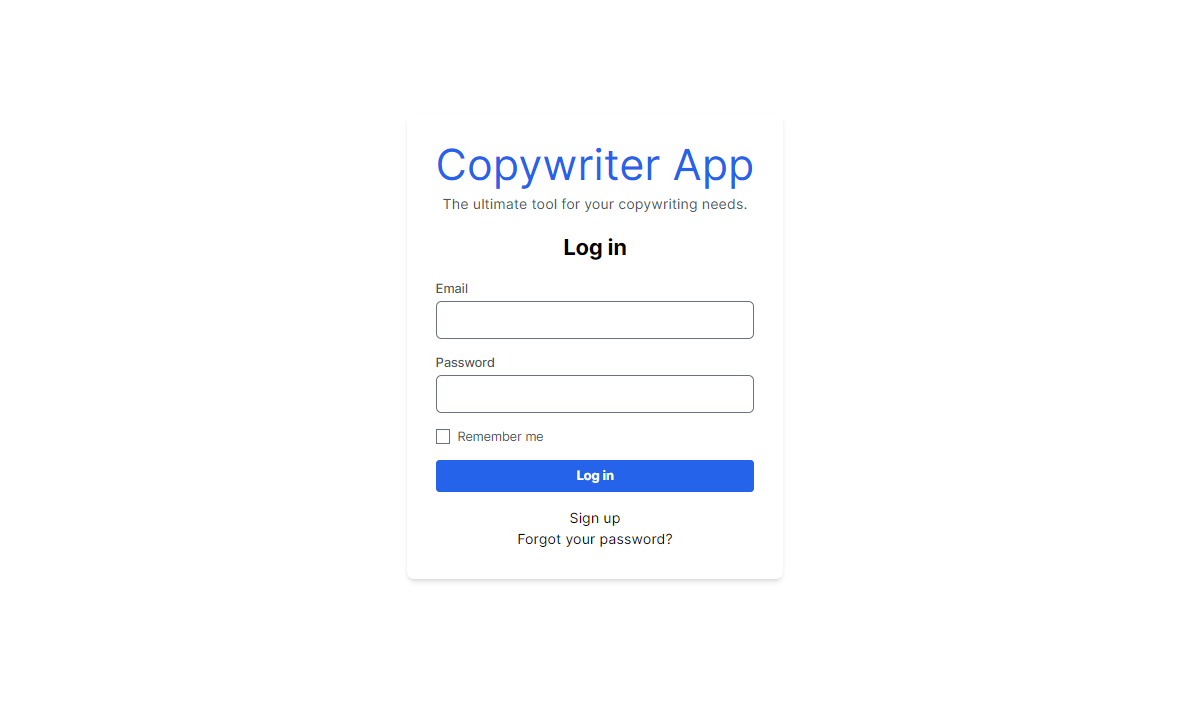 Copywriter App
The ultimate tool for your copywriting needs.
Log in
Email
Password
Remember me
Log in
Sign up
Forgot your password?